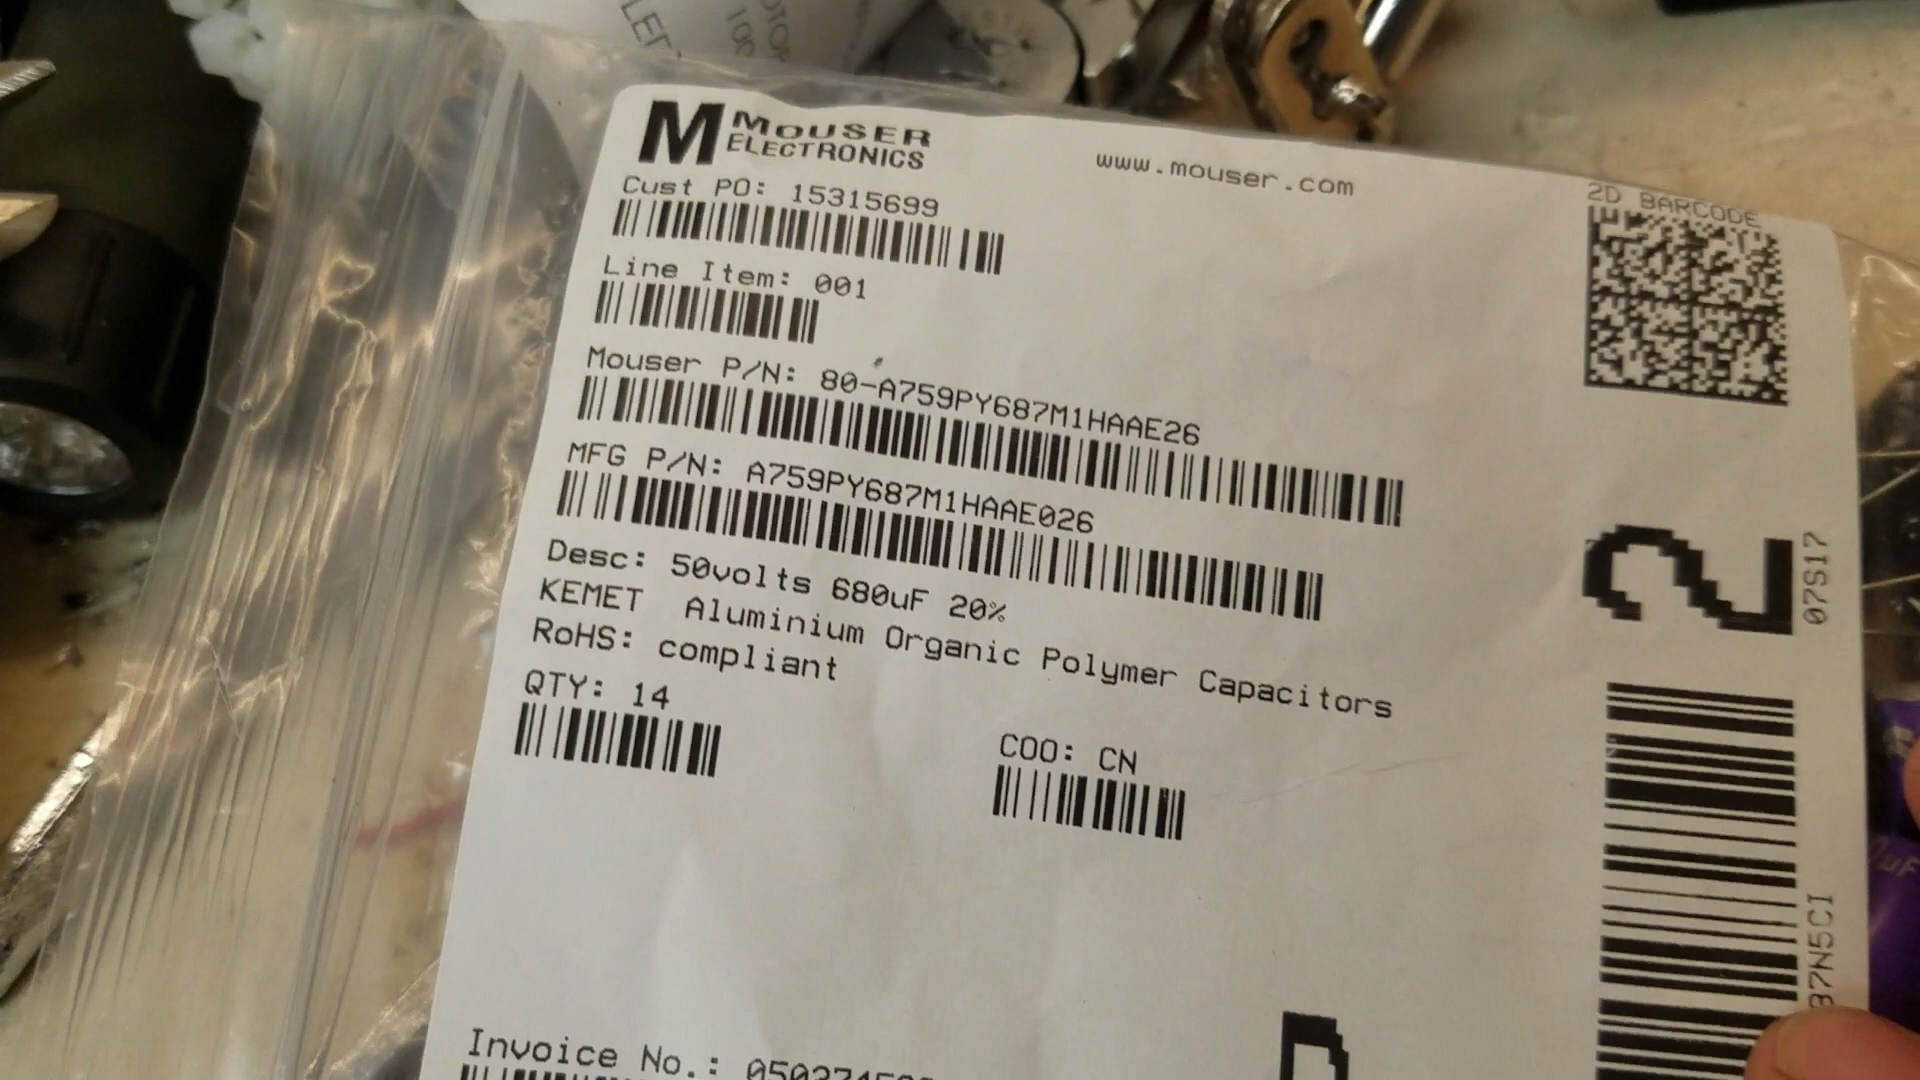 M MOUSER
ELECTRONICS
www.mouser.com
Cust PO: 15315699
2D BARCODE
Line Item: 001
Mouser P/N: 80-A759PY687M1HAAE26
MFG P/N: A759PY687M1HAAE026
Desc: 50volts 680uF 20%
KEMET Aluminium Organic Polymer Capacitors
RoHS: compliant
QTY: 14
COO: CN
2
07S17
Invoice No.: